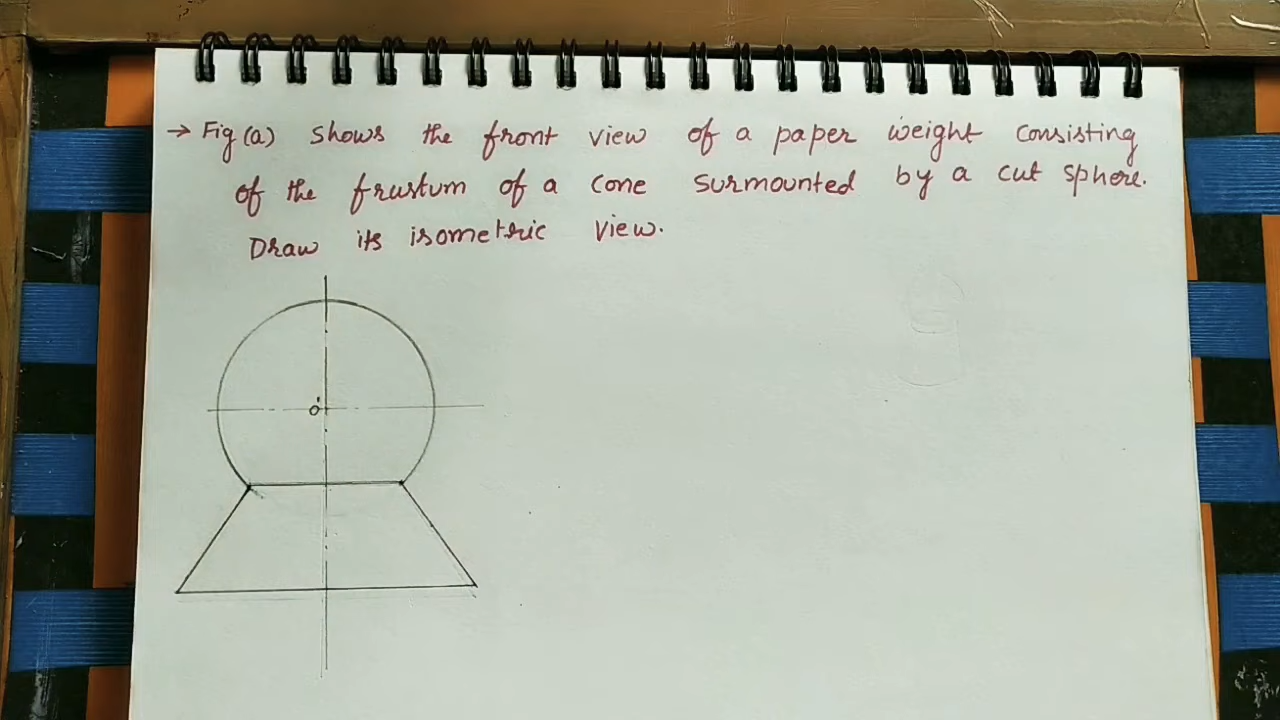 → Fig (a) shows the front view of a paper weight consisting
of the frustum of a cone surmounted by a cut sphere.
Draw its isometric view.
o'